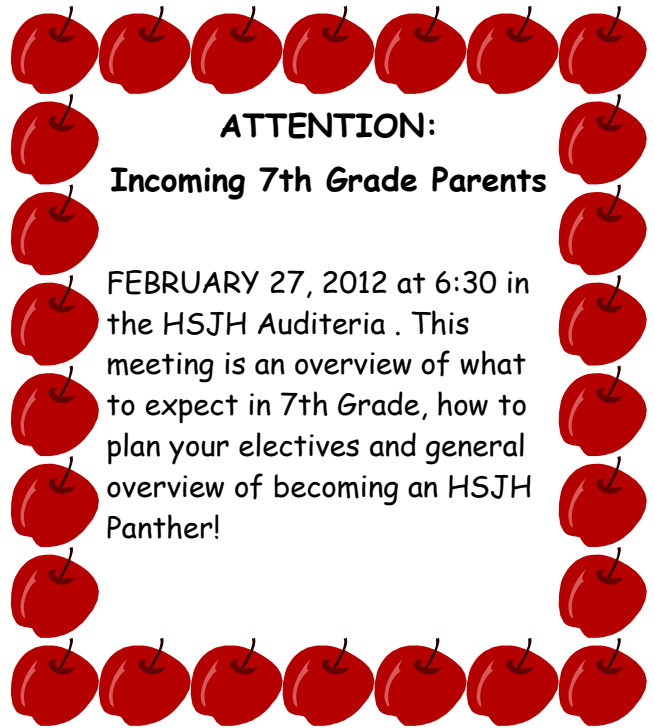 ATTENTION:
Incoming 7th Grade Parents
FEBRUARY 27, 2012 at 6:30 in
the HSJH Auditeria . This
meeting is an overview of what
to expect in 7th Grade, how to
plan your electives and general
overview of becoming an HSJH
Panther!